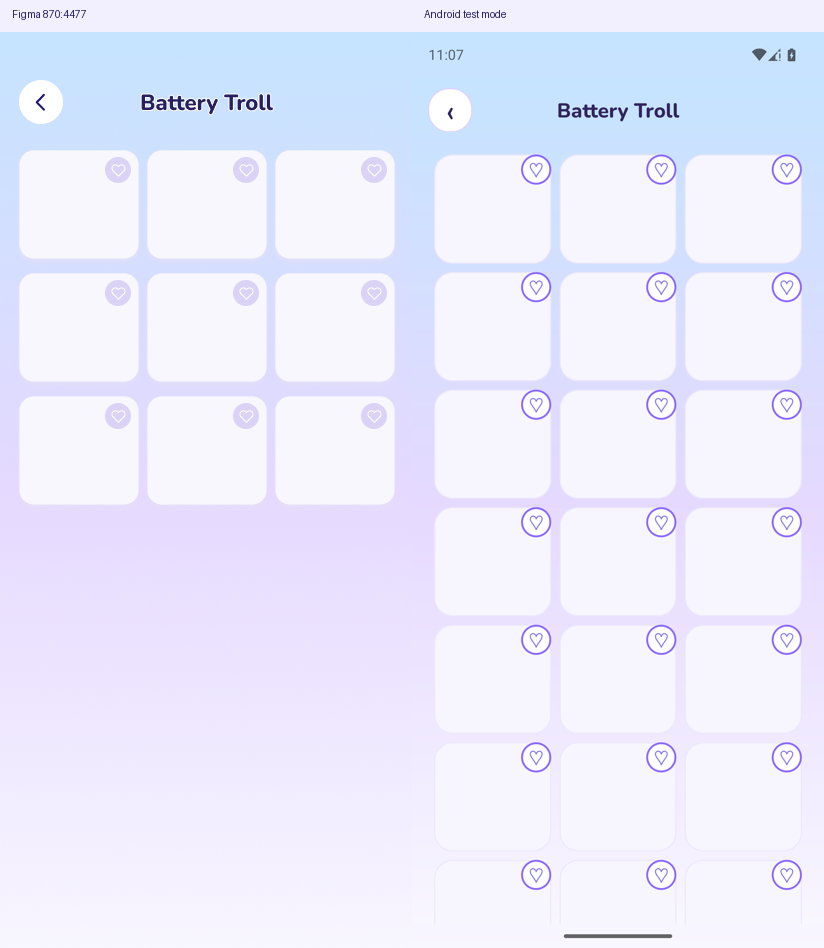 Figma 870:4477
Android test mode
11:07
Battery Troll
Battery Troll